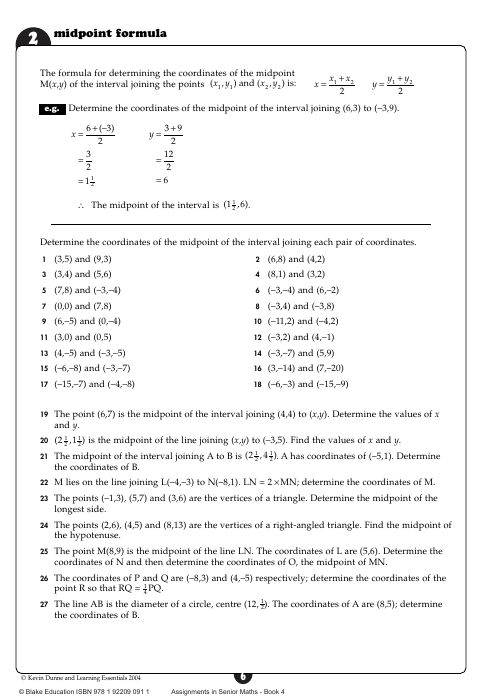 2 midpoint formula
The formula for determining the coordinates of the midpoint
M(x,y) of the interval joining the points (x₁,y₁) and (x₂,y₂) is: x = (x₁ + x₂)/2 y = (y₁ + y₂)/2
e.g. Determine the coordinates of the midpoint of the interval joining (6,3) to (–3,9).
x = (6 + (–3))/2 y = (3 + 9)/2
= 3/2 = 12/2
= 1½ = 6
∴ The midpoint of the interval is (1½,6).
Determine the coordinates of the midpoint of the interval joining each pair of coordinates.
1 (3,5) and (9,3) 2 (6,8) and (4,2)
3 (3,4) and (5,6) 4 (8,1) and (3,2)
5 (7,8) and (–3,–4) 6 (–3,–4) and (6,–2)
7 (0,0) and (7,8) 8 (–3,4) and (–3,8)
9 (6,–5) and (0,–4) 10 (–11,2) and (–4,2)
11 (3,0) and (0,5) 12 (–3,2) and (4,–1)
13 (4,–5) and (–3,–5) 14 (–3,–7) and (5,9)
15 (–6,–8) and (–3,–7) 16 (3,–14) and (7,–20)
17 (–15,–7) and (–4,–8) 18 (–6,–3) and (–15,–9)
19 The point (6,7) is the midpoint of the interval joining (4,4) to (x,y). Determine the values of x
and y.
20 (2½,1½) is the midpoint of the line joining (x,y) to (–3,5). Find the values of x and y.
21 The midpoint of the interval joining A to B is (2½,4½). A has coordinates of (–5,1). Determine
the coordinates of B.
22 M lies on the line joining L(–4,–3) to N(–8,1). LN = 2 × MN; determine the coordinates of M.
23 The points (–1,3), (5,7) and (3,6) are the vertices of a triangle. Determine the midpoint of the
longest side.
24 The points (2,6), (4,5) and (8,13) are the vertices of a right-angled triangle. Find the midpoint of
the hypotenuse.
25 The point M(8,9) is the midpoint of the line LN. The coordinates of L are (5,6). Determine the
coordinates of N and then determine the coordinates of O, the midpoint of MN.
26 The coordinates of P and Q are (–8,3) and (4,–5) respectively; determine the coordinates of the
point R so that RQ = ¼PQ.
27 The line AB is the diameter of a circle, centre (12,½). The coordinates of A are (8,5); determine
the coordinates of B.
© Kevin Dunne and Learning Essentials 2004 6
© Blake Education ISBN 978 1 92209 091 1 Assignments in Senior Maths - Book 4